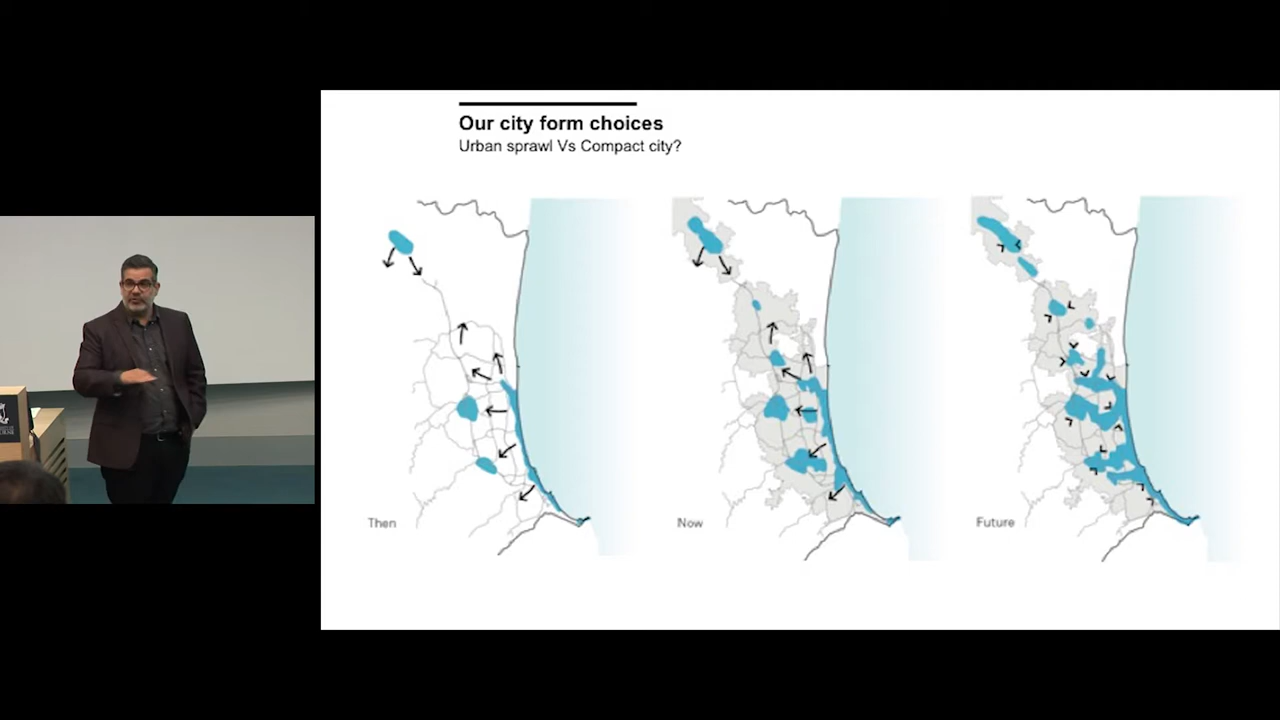 Our city form choices
Urban sprawl Vs Compact city?
Then
Now
Future